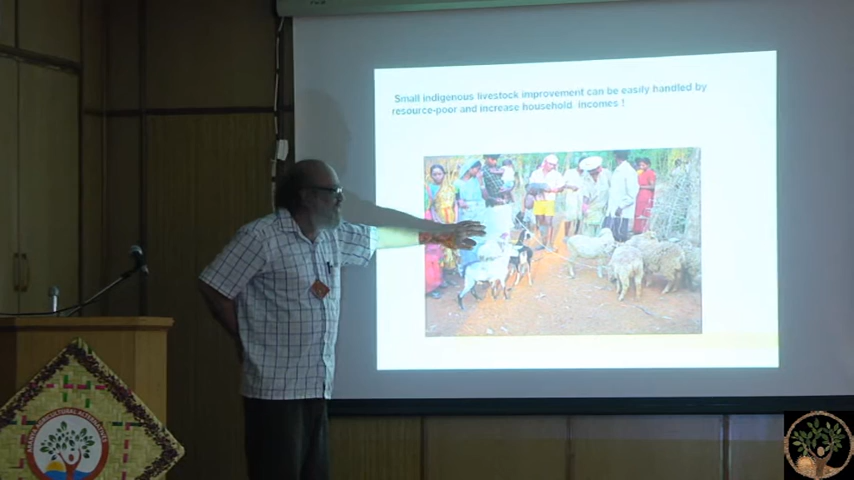 Small indigenous livestock improvement can be easily handled by
resource-poor and increase household incomes !